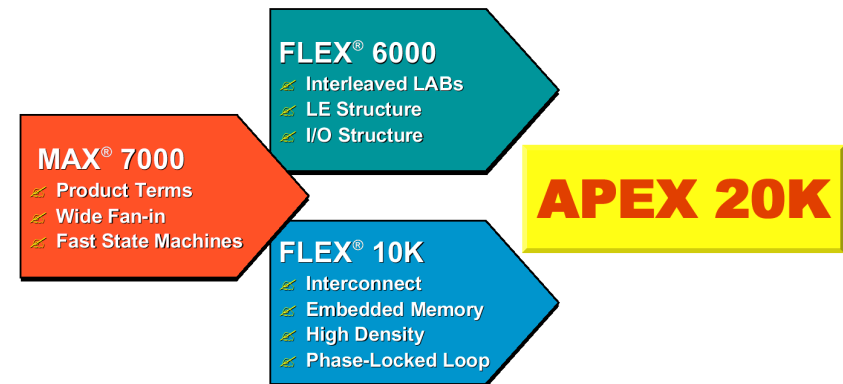 MAX® 7000
Product Terms
Wide Fan-in
Fast State Machines
FLEX® 6000
Interleaved LABs
LE Structure
I/O Structure
FLEX® 10K
Interconnect
Embedded Memory
High Density
Phase-Locked Loop
APEX 20K